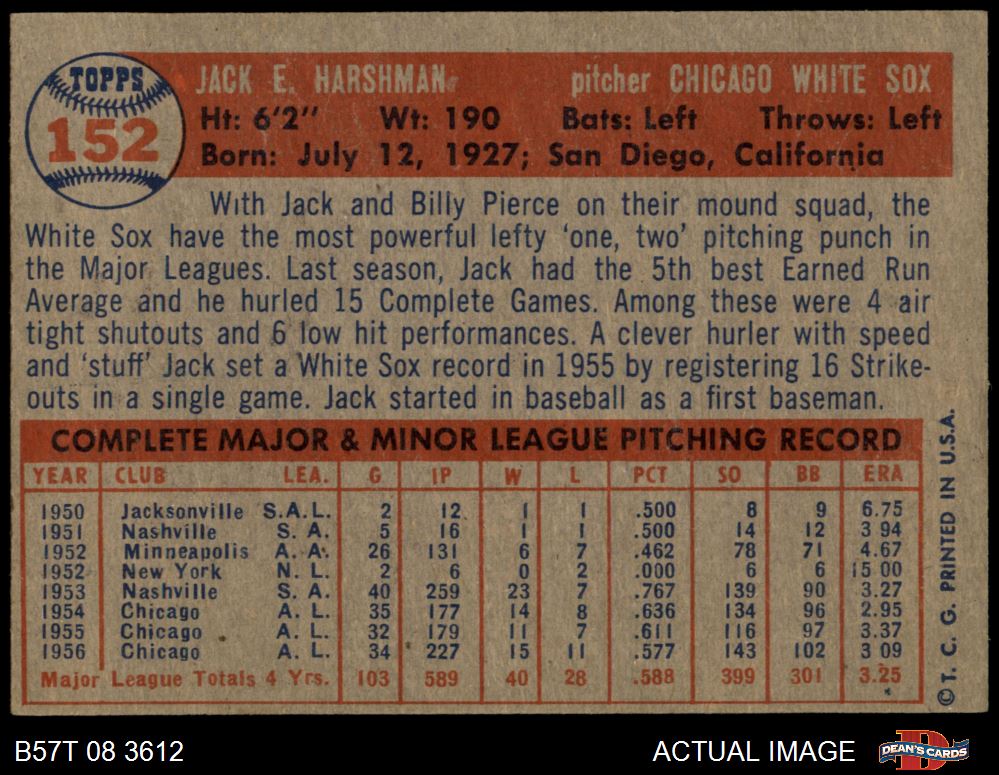 TOPPS
152
JACK E. HARSHMAN pitcher CHICAGO WHITE SOX
Ht: 6'2" Wt: 190 Bats: Left Throws: Left
Born: July 12, 1927; San Diego, California
With Jack and Billy Pierce on their mound squad, the
White Sox have the most powerful lefty 'one, two' pitching punch in
the Major Leagues. Last season, Jack had the 5th best Earned Run
Average and he hurled 15 Complete Games. Among these were 4 air
tight shutouts and 6 low hit performances. A clever hurler with speed
and 'stuff' Jack set a White Sox record in 1955 by registering 16 Strike-
outs in a single game. Jack started in baseball as a first baseman.
COMPLETE MAJOR & MINOR LEAGUE PITCHING RECORD
YEAR CLUB LEA. G IP W L PCT SO BB ERA
1950 Jacksonville S.A.L. 2 12 1 1 .500 8 9 6.75
1951 Nashville S. A. 5 16 1 1 .500 14 12 3 94
1952 Minneapolis A. A. 26 131 6 7 .462 78 71 4.67
1952 New York N. L. 2 6 0 2 .000 6 6 15 00
1953 Nashville S. A. 40 259 23 7 .767 139 90 3.27
1954 Chicago A. L. 35 177 14 8 .636 134 96 2.95
1955 Chicago A. L. 32 179 11 7 .611 116 97 3.37
1956 Chicago A. L. 34 227 15 11 .577 143 102 3 09
Major League Totals 4 Yrs. 103 589 40 28 .588 399 301 3.25
© T. C. G. PRINTED IN U.S.A.
B57T 08 3612 ACTUAL IMAGE DEAN'S CARDS